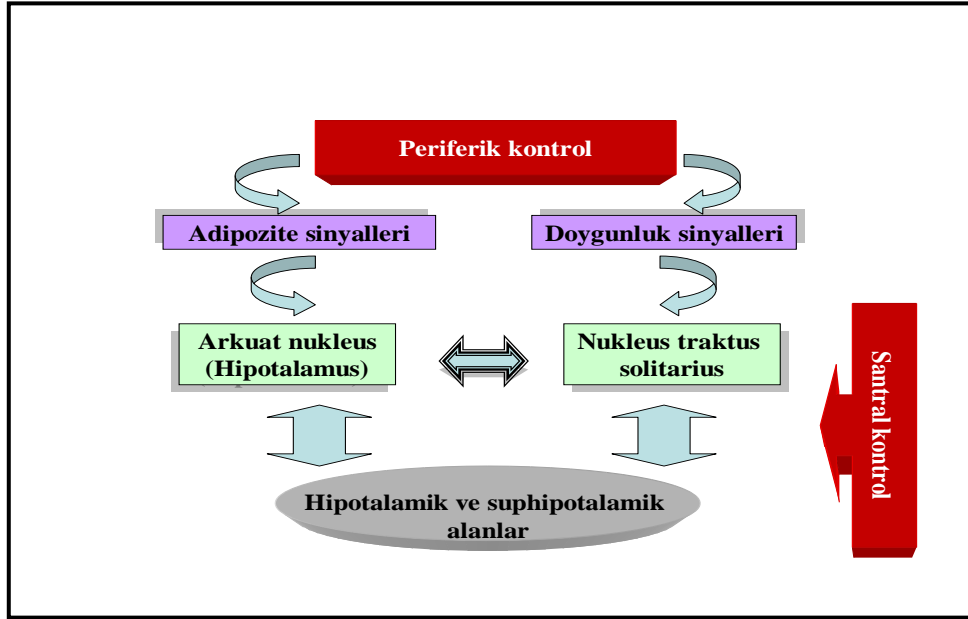 Periferik kontrol
Adipozite sinyalleri
Doygunluk sinyalleri
Arkuat nukleus
(Hipotalamus)
Nukleus traktus
solitarius
Santral kontrol
Hipotalamik ve suphipotalamik
alanlar